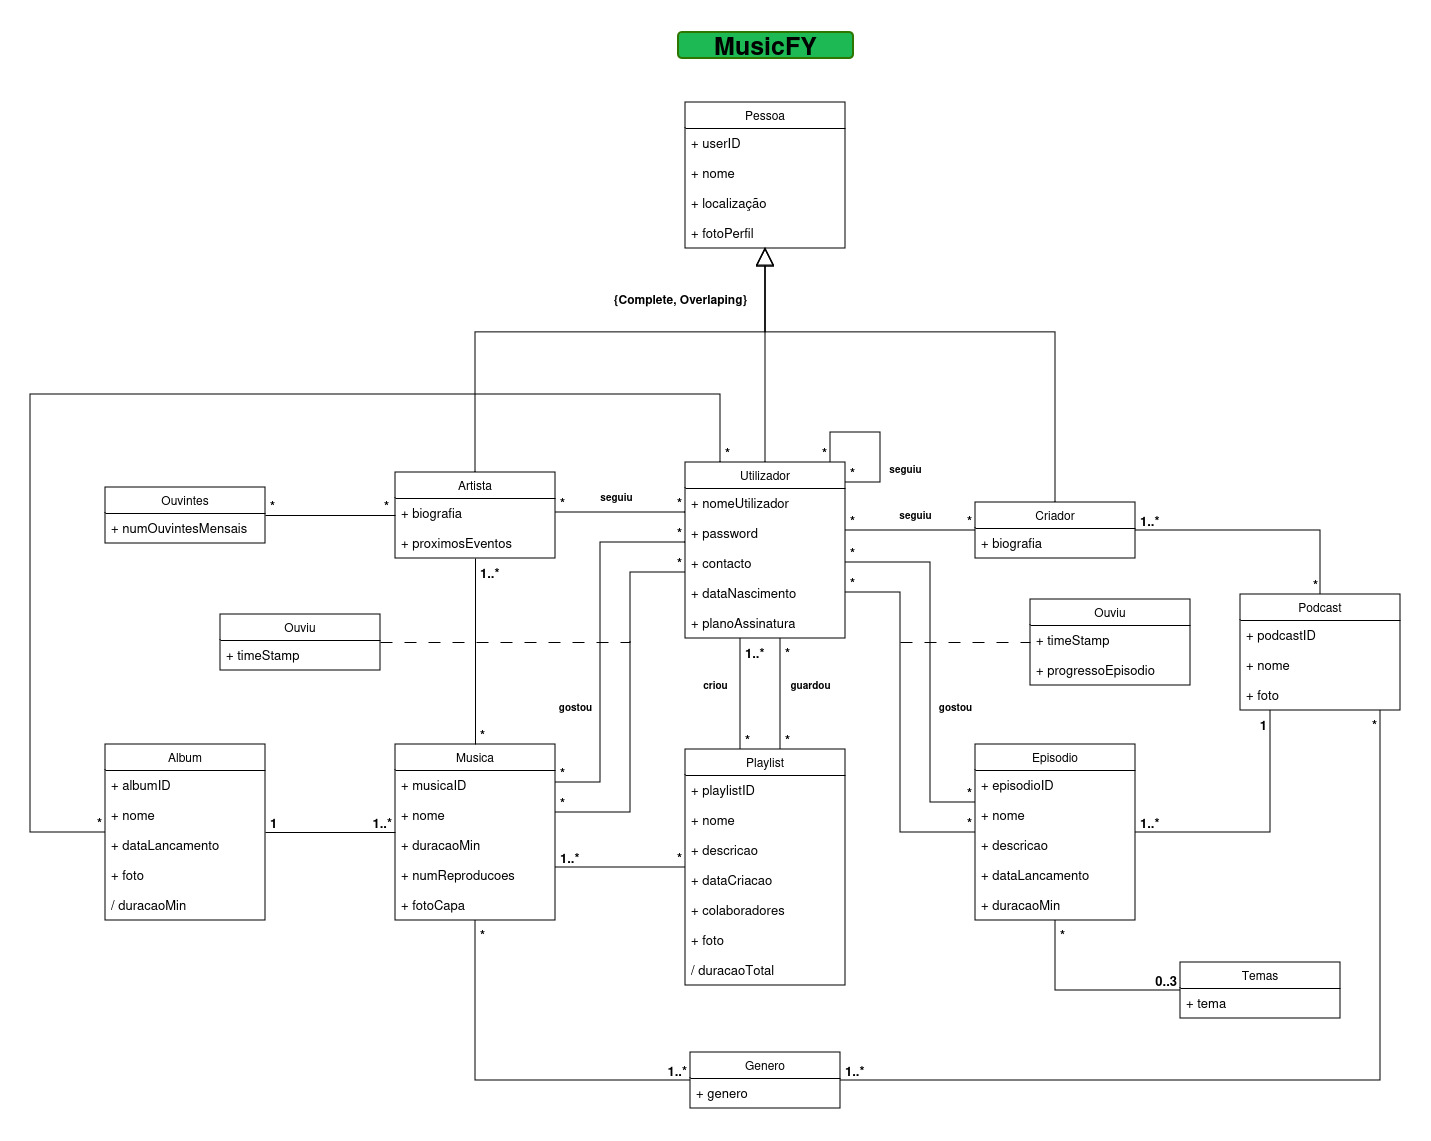 MusicFY
Pessoa
+ userID
+ nome
+ localização
+ fotoPerfil
{Complete, Overlaping}
*
*
*
seguiu
Ouvintes
+ numOuvintesMensais
*
*
Artista
+ biografia
+ proximosEventos
*
seguiu
*
*
*
Utilizador
+ nomeUtilizador
+ password
+ contacto
+ dataNascimento
+ planoAssinatura
*
seguiu
*
*
*
Criador
+ biografia
1..*
*
1..*
Ouviu
+ timeStamp
Ouviu
+ timeStamp
+ progressoEpisodio
Podcast
+ podcastID
+ nome
+ foto
1..*
*
criou
guardou
gostou
gostou
1
*
*
*
*
Album
+ albumID
+ nome
+ dataLancamento
+ foto
/ duracaoMin
*
1
1..*
Musica
+ musicaID
+ nome
+ duracaoMin
+ numReproducoes
+ fotoCapa
*
*
1..*
*
Playlist
+ playlistID
+ nome
+ descricao
+ dataCriacao
+ colaboradores
+ foto
/ duracaoTotal
*
*
Episodio
+ episodioID
+ nome
+ descricao
+ dataLancamento
+ duracaoMin
1..*
*
*
0..3
Temas
+ tema
1..*
Genero
+ genero
1..*